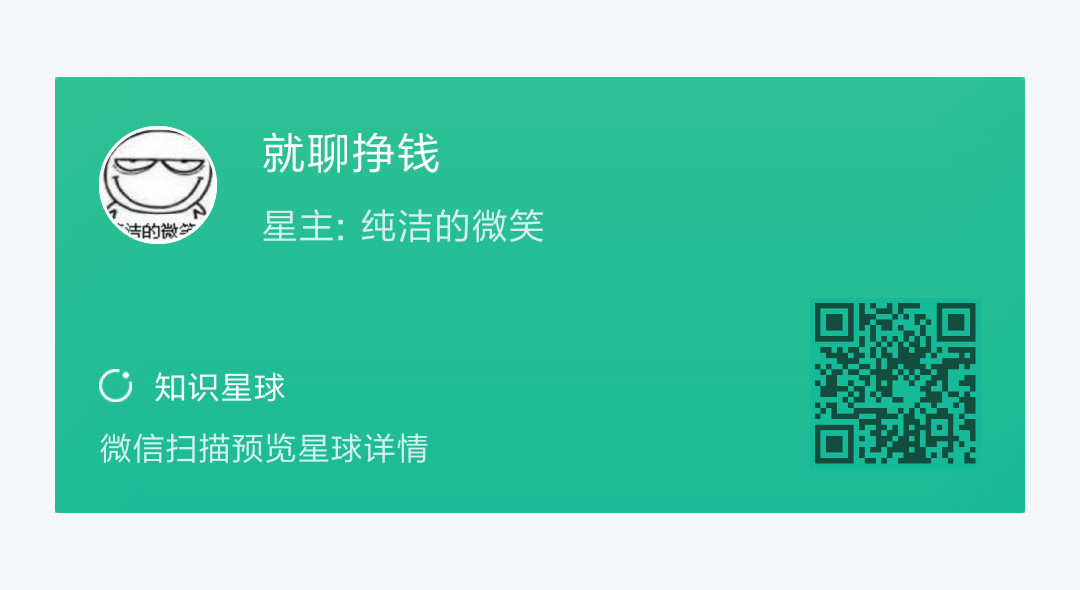 就聊挣钱
星主: 纯洁的微笑
洁的微笑
知识星球
微信扫描预览星球详情